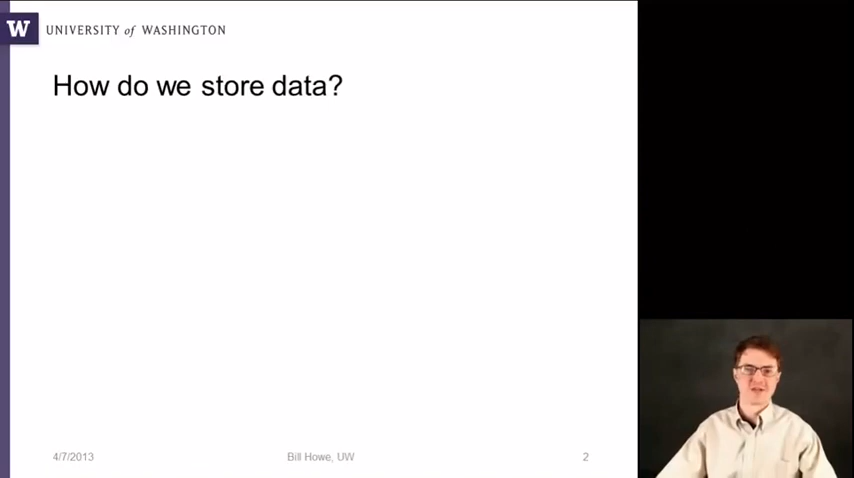 W UNIVERSITY of WASHINGTON
How do we store data?
4/7/2013 Bill Howe, UW 2